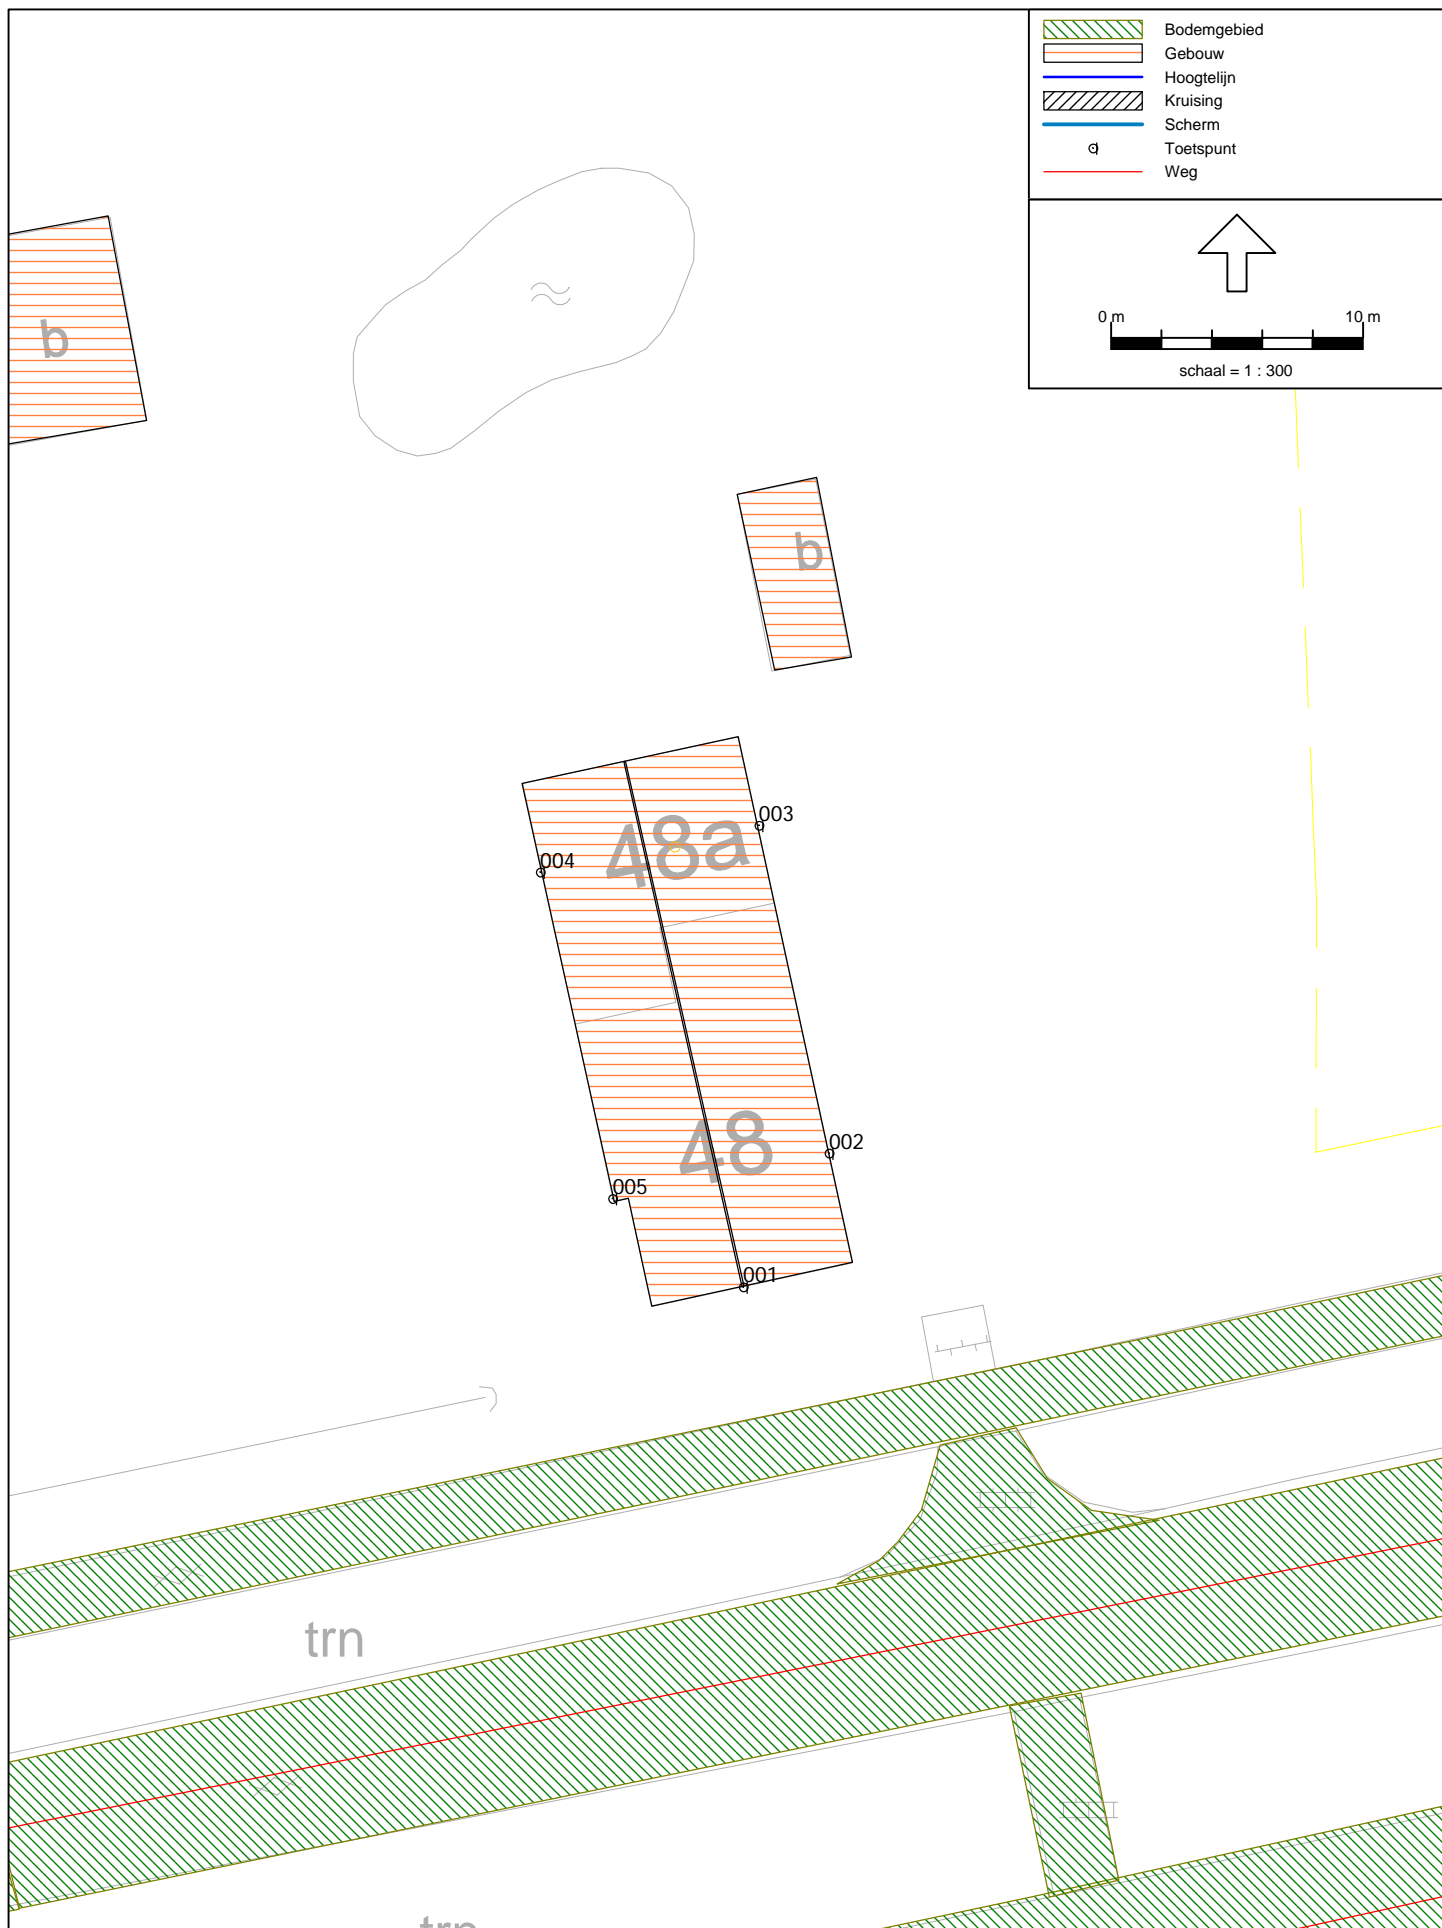 Bodemgebied
Gebouw
Hoogtelijn
Kruising
Scherm
Toetspunt
Weg
0 m 10 m
schaal = 1 : 300
b
b
003
48a
004
002
48
005
001
trn
trn